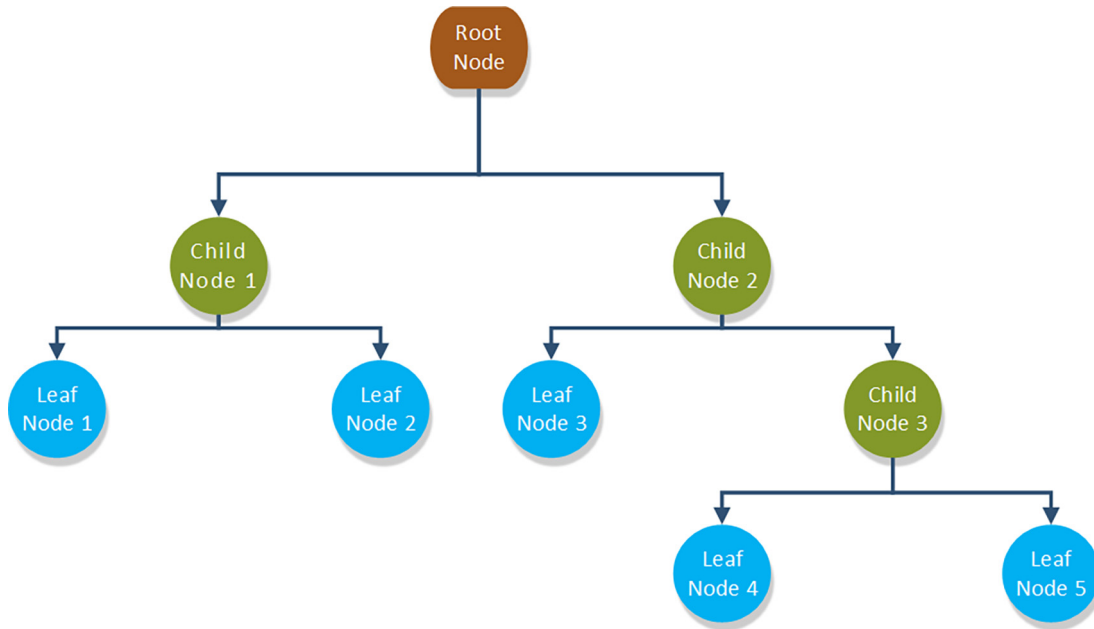 Root
Node
Child
Node 1
Child
Node 2
Leaf
Node 1
Leaf
Node 2
Leaf
Node 3
Child
Node 3
Leaf
Node 4
Leaf
Node 5